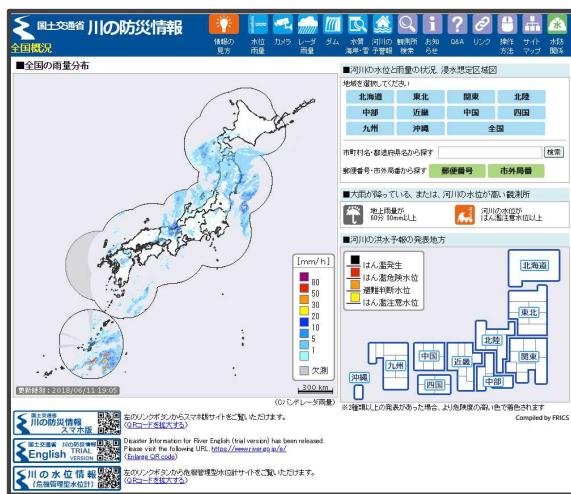 国土交通省 川の防災情報
全国概況
情報の見方
水位雨量
カメラ
レーダ雨量
ダム
水質海岸・雪
河川の予警報
観測所検索
お知らせ
Q&A
リンク
操作方法
サイトマップ
水防関係
■全国の雨量分布
[mm/h]
80
50
30
20
10
5
1
欠測
300 km
更新時刻:2018/06/11 19:05
(Cバンドレーダ雨量)
■河川の水位と雨量の状況、浸水想定区域図
地域を選択してください
北海道 東北 関東 北陸
中部 近畿 中国 四国
九州 沖縄 全国
市町村名・都道府県名から探す 検索
郵便番号・市外局番から探す 郵便番号 市外局番
■大雨が降っている、または、河川の水位が高い観測所
地上雨量が
60分 30mm以上
河川の水位が
はん濫注意水位以上
■河川の洪水予報の発表地方
はん濫発生
はん濫危険水位
避難判断水位
はん濫注意水位
北海道
東北
北陸
関東
中部
近畿
中国
四国
九州
沖縄
※2種類以上の発表があった場合、より危険度の高い色で着色されます
Compiled by FRICS
国土交通省
川の防災情報
スマホ版
左のリンクボタンからスマホ版サイトをご覧いただけます。
(QRコードを拡大する)
国土交通省 川の防災情報
English TRIAL VERSION
Disaster Information for River English (trial version) has been released.
Please visit the following URL. https://www.river.go.jp/e/
(Enlarge QR code)
川の水位情報
(危機管理型水位計)
左のリンクボタンから危機管理型水位計サイトをご覧いただけます。
(QRコードを拡大する)